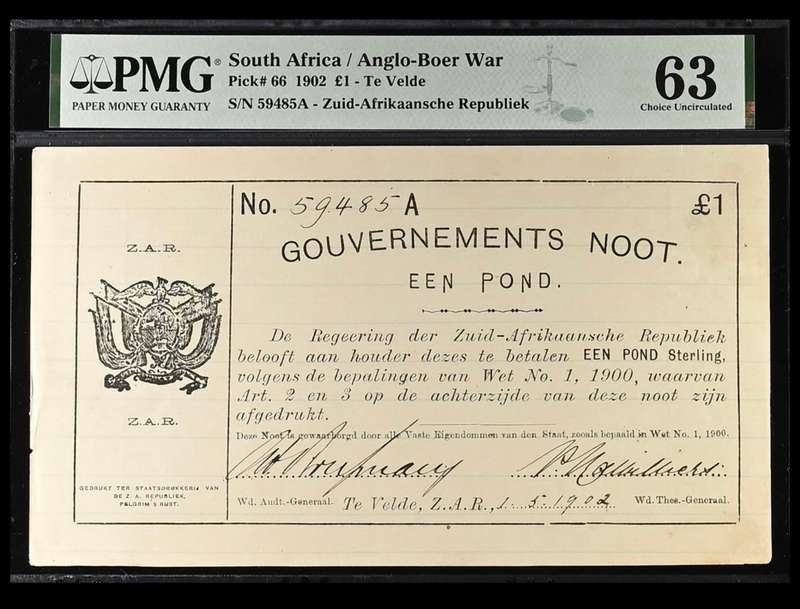 PMG®
PAPER MONEY GUARANTY
South Africa / Anglo-Boer War
Pick# 66 1902 £1 - Te Velde
S/N 59485A - Zuid-Afrikaansche Republiek
63
Choice Uncirculated
No. 59485 A
£1
GOUVERNEMENTS NOOT.
EEN POND.
Z.A.R.
Z.A.R.
De Regeering der Zuid-Afrikaansche Republiek
belooft aan houder dezes te betalen EEN POND Sterling,
volgens de bepalingen van Wet No. 1, 1900, waarvan
Art. 2 en 3 op de achterzijde van deze noot zijn
afgedrukt.
Deze Noot is gewaarborgd door alle Vaste Eigendommen van den Staat, zooals bepaald in Wet No. 1, 1900.
GEDRUKT TER STAATSDRUKKERIJ VAN
DE Z. A. REPUBLIEK,
PELGRIM'S RUST.
Wd. Audt.-Generaal. Te Velde, Z.A.R., 1. 5. 1902 Wd. Thes.-Generaal.